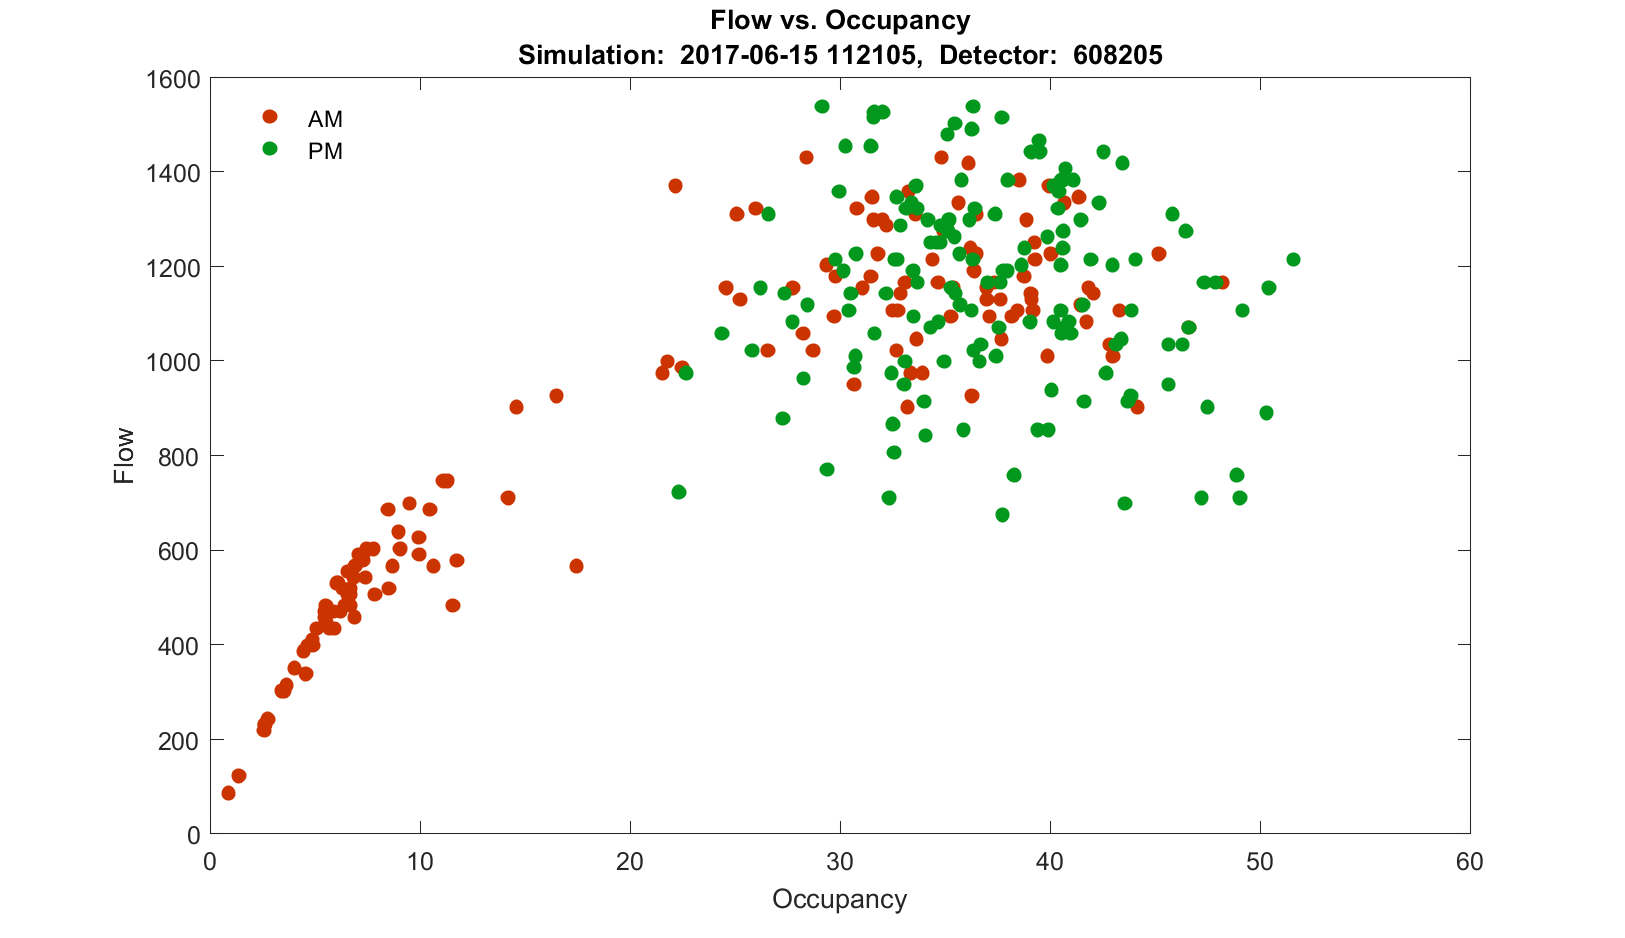 Flow vs. Occupancy
Simulation:  2017-06-15 112105,  Detector:  608205
1600
1400
1200
1000
800
600
400
200
0
Flow
AM
PM
0 10 20 30 40 50 60
Occupancy